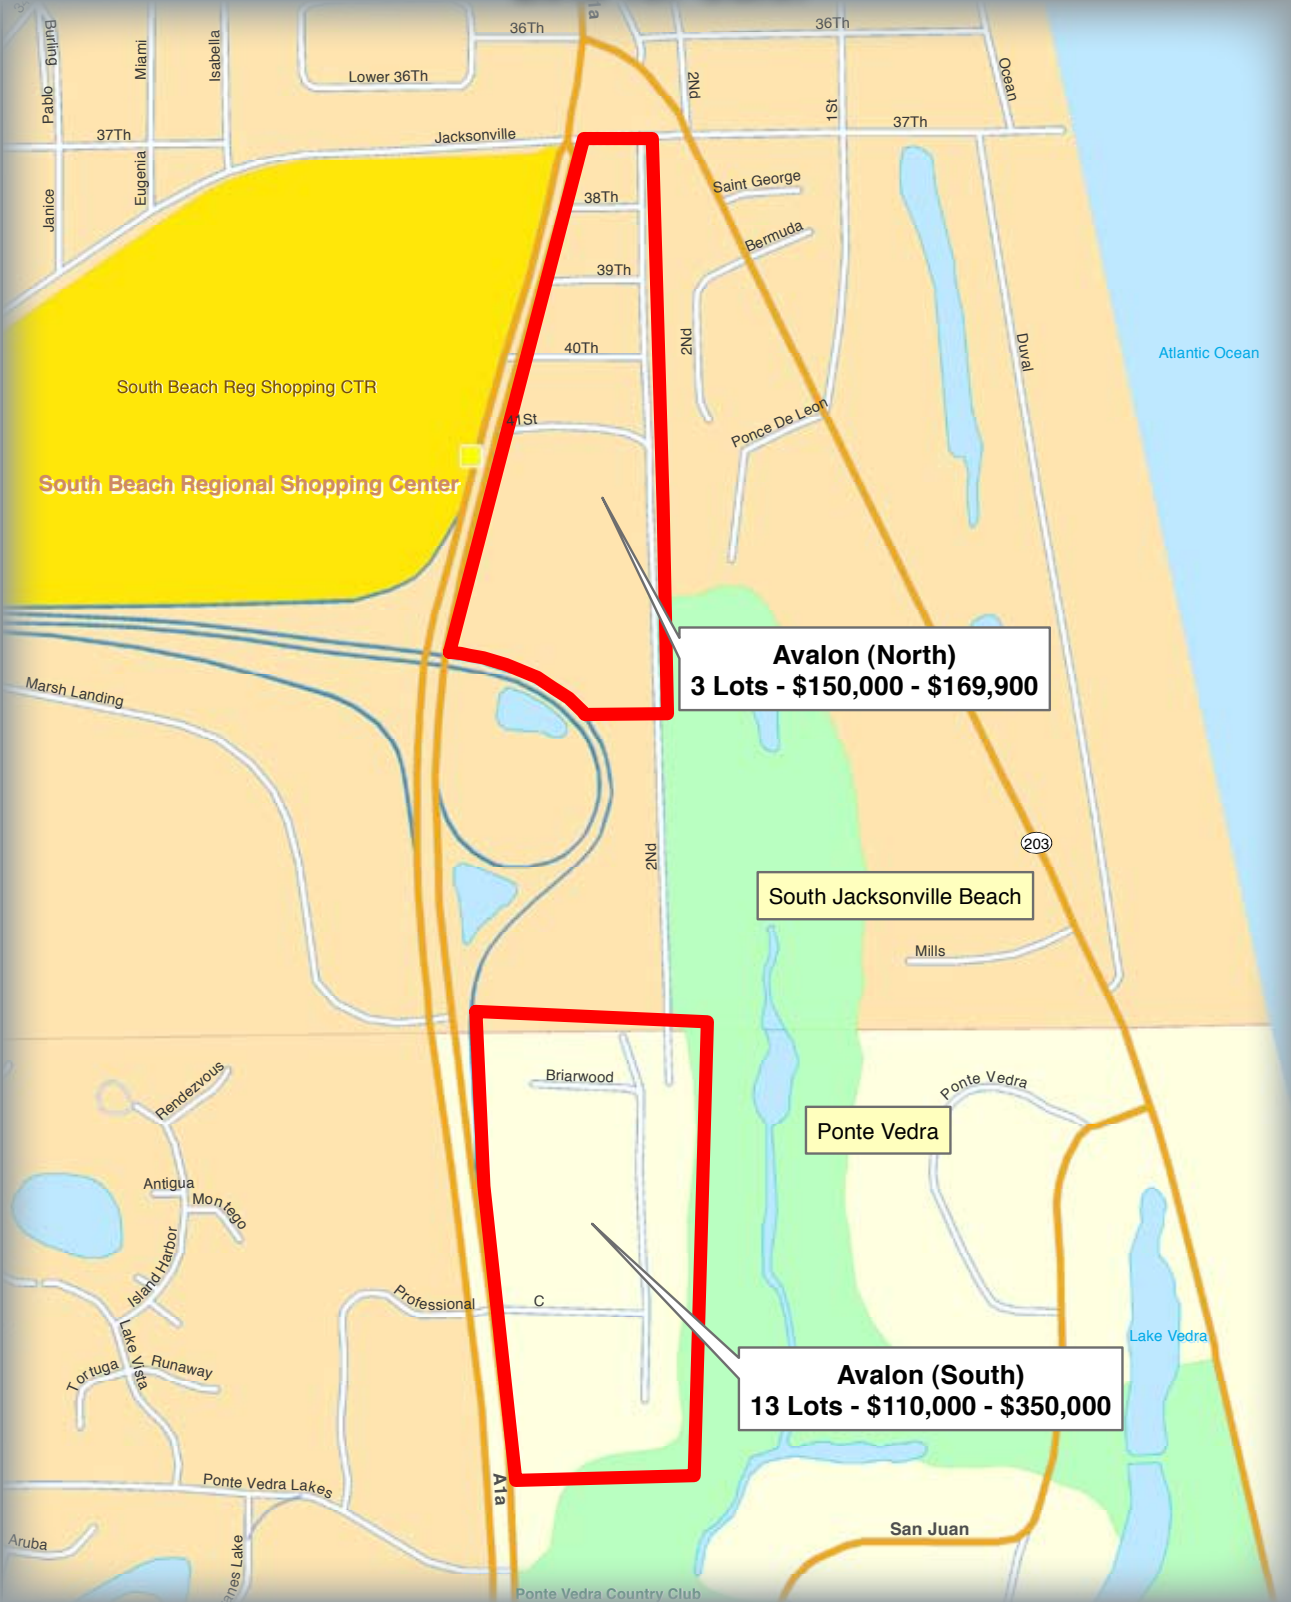 1a
36Th
36Th
Burling
Miami
Isabella
Lower 36Th
2Nd
Ocean
Pablo
1St
37Th
Jacksonville
37Th
Eugenia
Janice
Saint George
38Th
Bermuda
39Th
2Nd
40Th
Duval
Atlantic Ocean
South Beach Reg Shopping CTR
41St
Ponce De Leon
South Beach Regional Shopping Center
Avalon (North)
3 Lots - $150,000 - $169,900
Marsh Landing
203
2Nd
South Jacksonville Beach
Mills
Rendezvous
Briarwood
Ponte Vedra
Ponte Vedra
Antigua
Montego
Island Harbor
Professional
C
Lake Vista
Lake Vedra
Tortuga
Runaway
Avalon (South)
13 Lots - $110,000 - $350,000
Ponte Vedra Lakes
A1a
San Juan
Aruba
anes Lake
Ponte Vedra Country Club